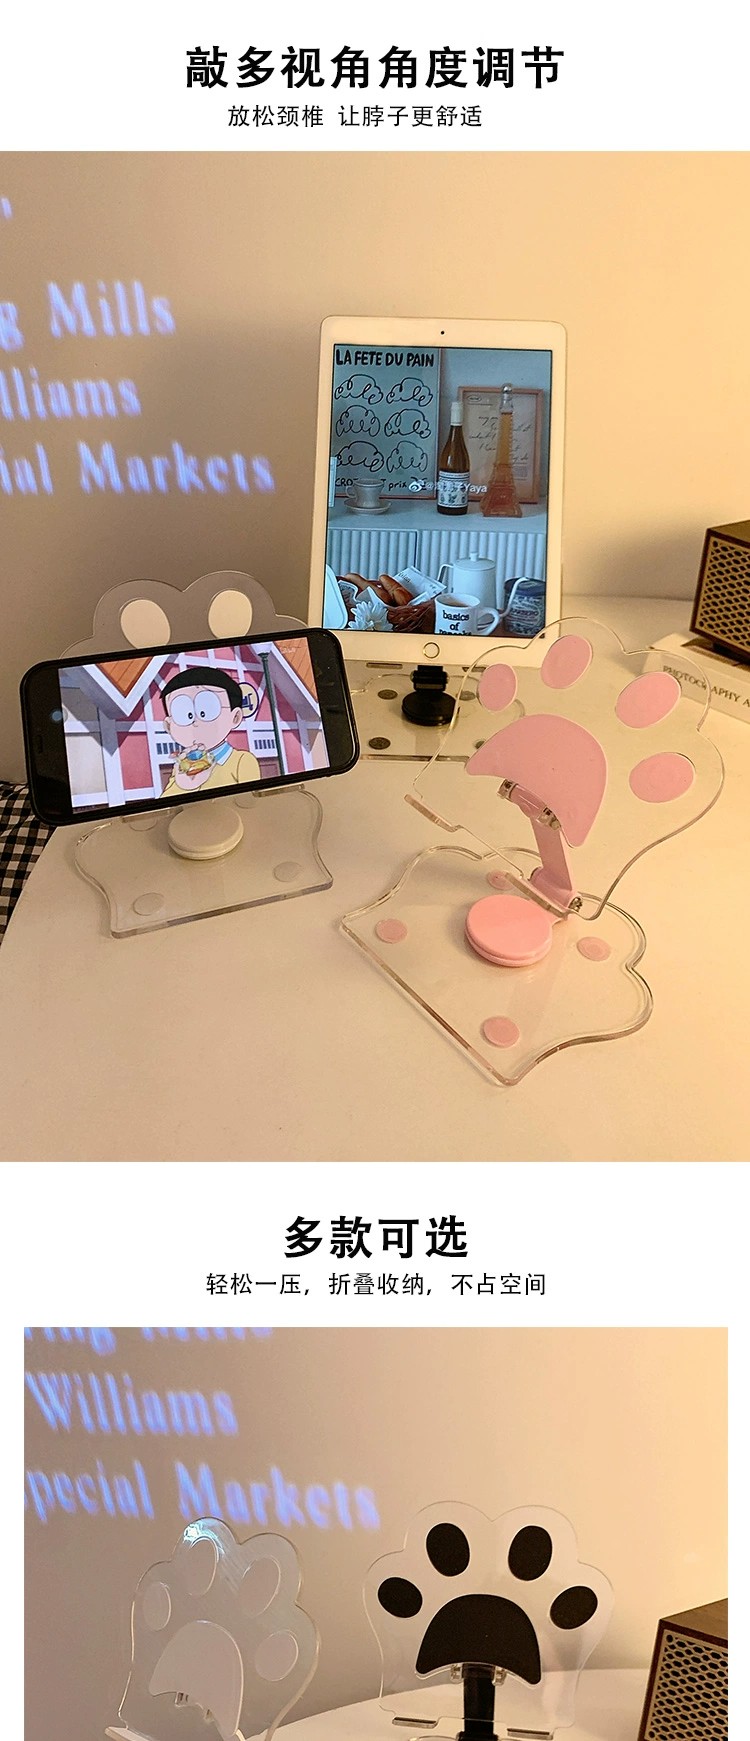 敲多视角角度调节
放松颈椎 让脖子更舒适
g Mills
lliams
ial Markets
LA FETE DU PAIN
prix
Yaya
basics
of
PHOTOGRAPHY A
多款可选
轻松一压，折叠收纳，不占空间
Williams
pecial Markets